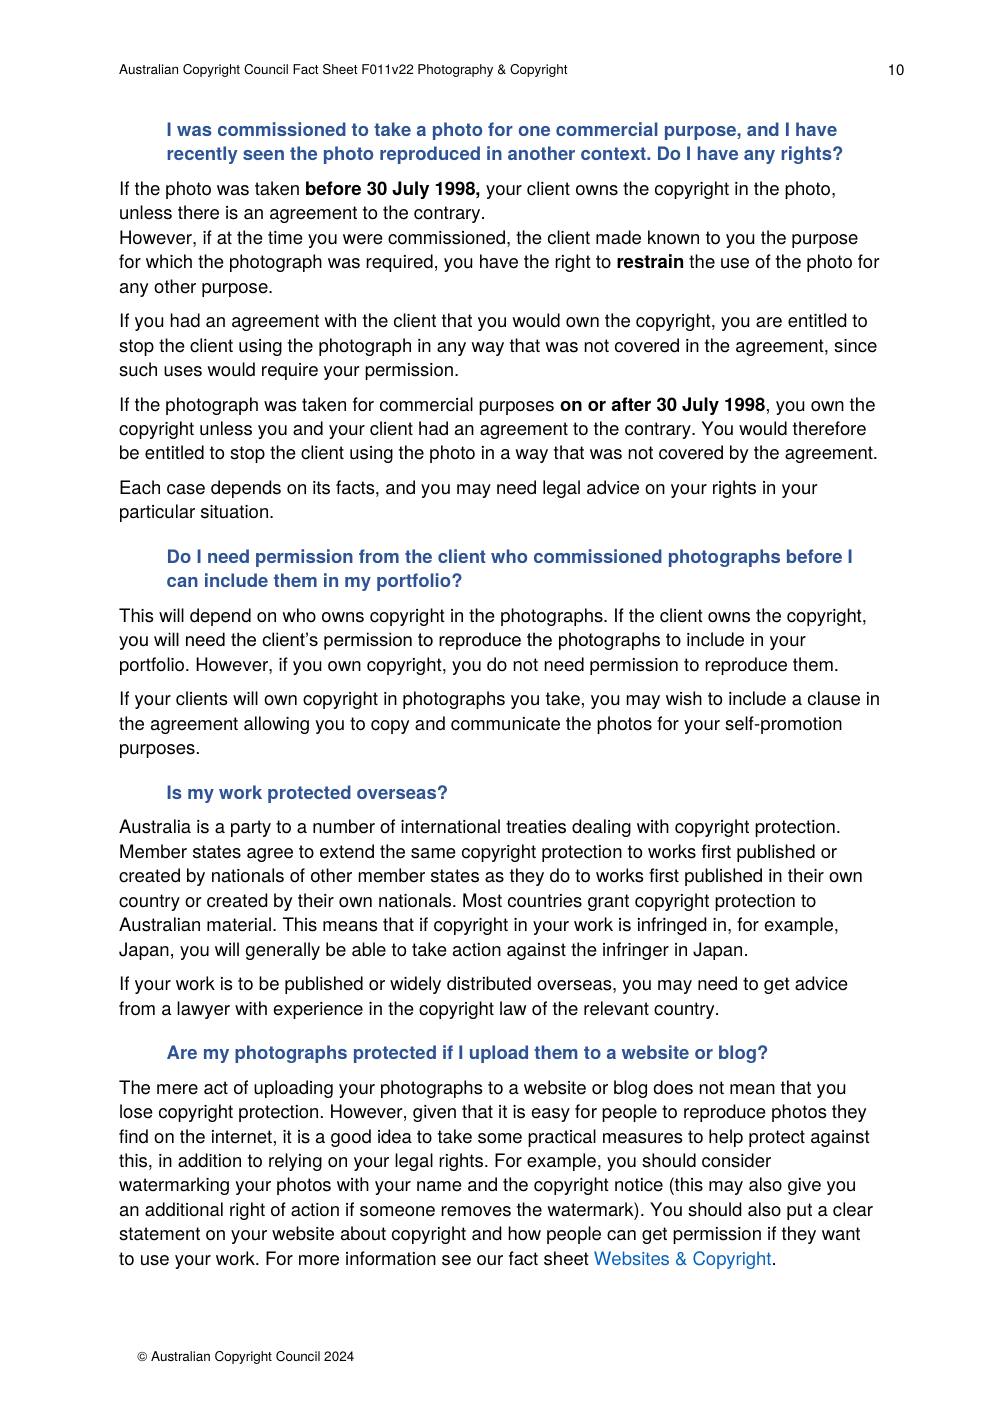 Australian Copyright Council Fact Sheet F011v22 Photography & Copyright 10
I was commissioned to take a photo for one commercial purpose, and I have
recently seen the photo reproduced in another context. Do I have any rights?
If the photo was taken before 30 July 1998, your client owns the copyright in the photo,
unless there is an agreement to the contrary.
However, if at the time you were commissioned, the client made known to you the purpose
for which the photograph was required, you have the right to restrain the use of the photo for
any other purpose.
If you had an agreement with the client that you would own the copyright, you are entitled to
stop the client using the photograph in any way that was not covered in the agreement, since
such uses would require your permission.
If the photograph was taken for commercial purposes on or after 30 July 1998, you own the
copyright unless you and your client had an agreement to the contrary. You would therefore
be entitled to stop the client using the photo in a way that was not covered by the agreement.
Each case depends on its facts, and you may need legal advice on your rights in your
particular situation.
Do I need permission from the client who commissioned photographs before I
can include them in my portfolio?
This will depend on who owns copyright in the photographs. If the client owns the copyright,
you will need the client’s permission to reproduce the photographs to include in your
portfolio. However, if you own copyright, you do not need permission to reproduce them.
If your clients will own copyright in photographs you take, you may wish to include a clause in
the agreement allowing you to copy and communicate the photos for your self-promotion
purposes.
Is my work protected overseas?
Australia is a party to a number of international treaties dealing with copyright protection.
Member states agree to extend the same copyright protection to works first published or
created by nationals of other member states as they do to works first published in their own
country or created by their own nationals. Most countries grant copyright protection to
Australian material. This means that if copyright in your work is infringed in, for example,
Japan, you will generally be able to take action against the infringer in Japan.
If your work is to be published or widely distributed overseas, you may need to get advice
from a lawyer with experience in the copyright law of the relevant country.
Are my photographs protected if I upload them to a website or blog?
The mere act of uploading your photographs to a website or blog does not mean that you
lose copyright protection. However, given that it is easy for people to reproduce photos they
find on the internet, it is a good idea to take some practical measures to help protect against
this, in addition to relying on your legal rights. For example, you should consider
watermarking your photos with your name and the copyright notice (this may also give you
an additional right of action if someone removes the watermark). You should also put a clear
statement on your website about copyright and how people can get permission if they want
to use your work. For more information see our fact sheet Websites & Copyright.
© Australian Copyright Council 2024